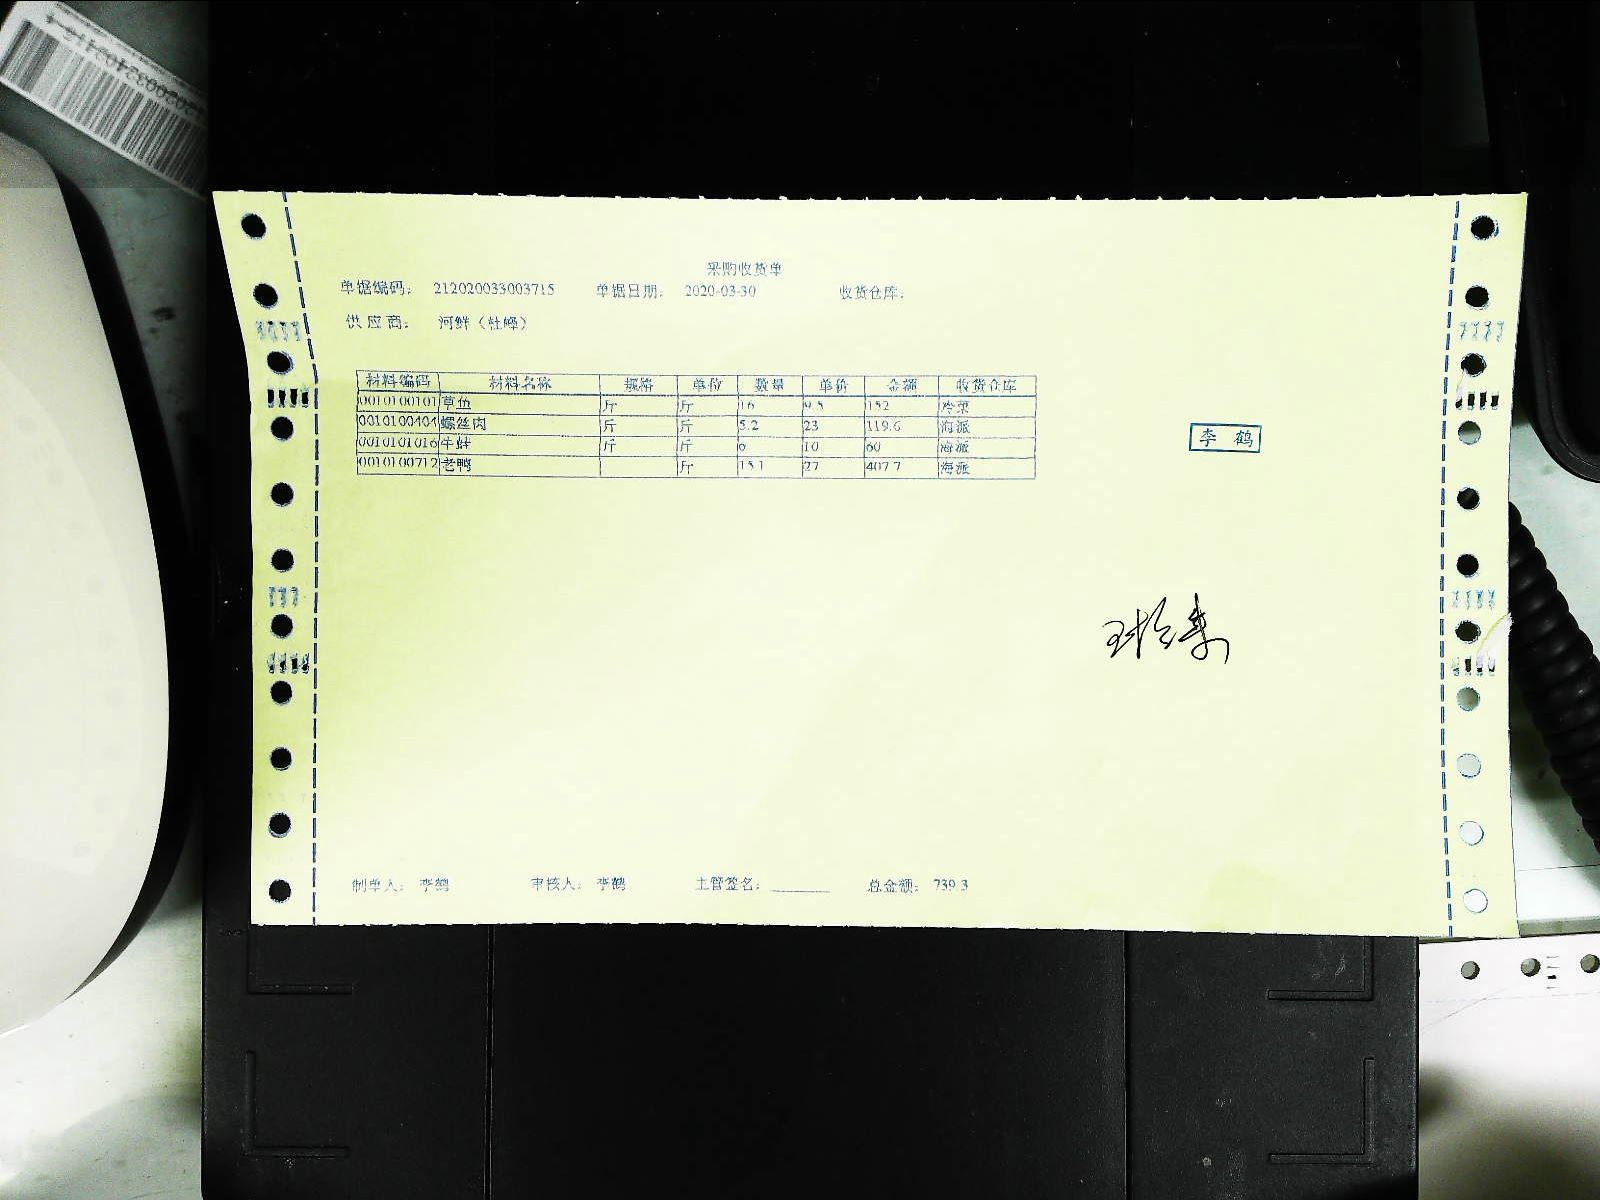 采购收货单
单据编码： 212020033003715 单据日期： 2020-03-30 收货仓库：
供应商： 河鲜（杜峰）
材料编码 材料名称 规格 单位 数量 单价 金额 收货仓库
0010100101 草鱼 斤 斤 16 9.5 152 冷菜
0010100404 螺丝肉 斤 斤 5.2 23 119.6 海派
0010101016 牛蛙 斤 斤 6 10 60 海派
0010100712 老鸭 斤 15.1 27 407.7 海派
李鹤
制单人： 李鹤 审核人： 李鹤 主管签名： 总金额： 739.3